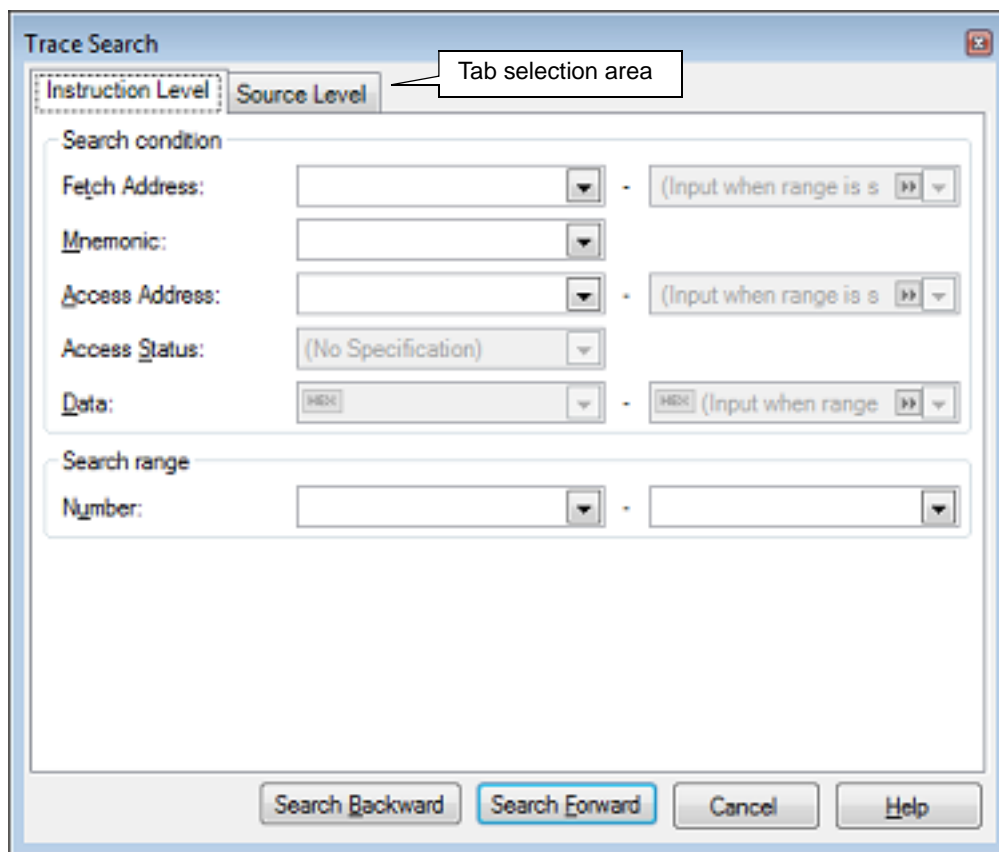 Trace Search
Tab selection area
Instruction Level Source Level
Search condition
Fetch Address: - (Input when range is s
Mnemonic:
Access Address: - (Input when range is s
Access Status: (No Specification)
Data: HEX - HEX (Input when range
Search range
Number: -
Search Backward Search Forward Cancel Help